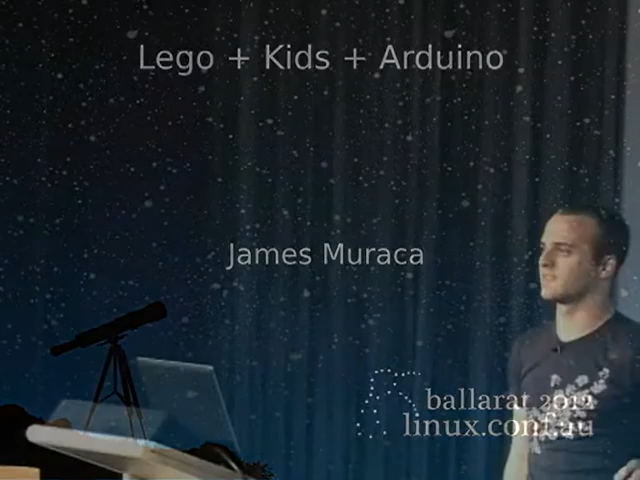 Lego + Kids + Arduino
James Muraca
ballarat 2012
linux.conf.au